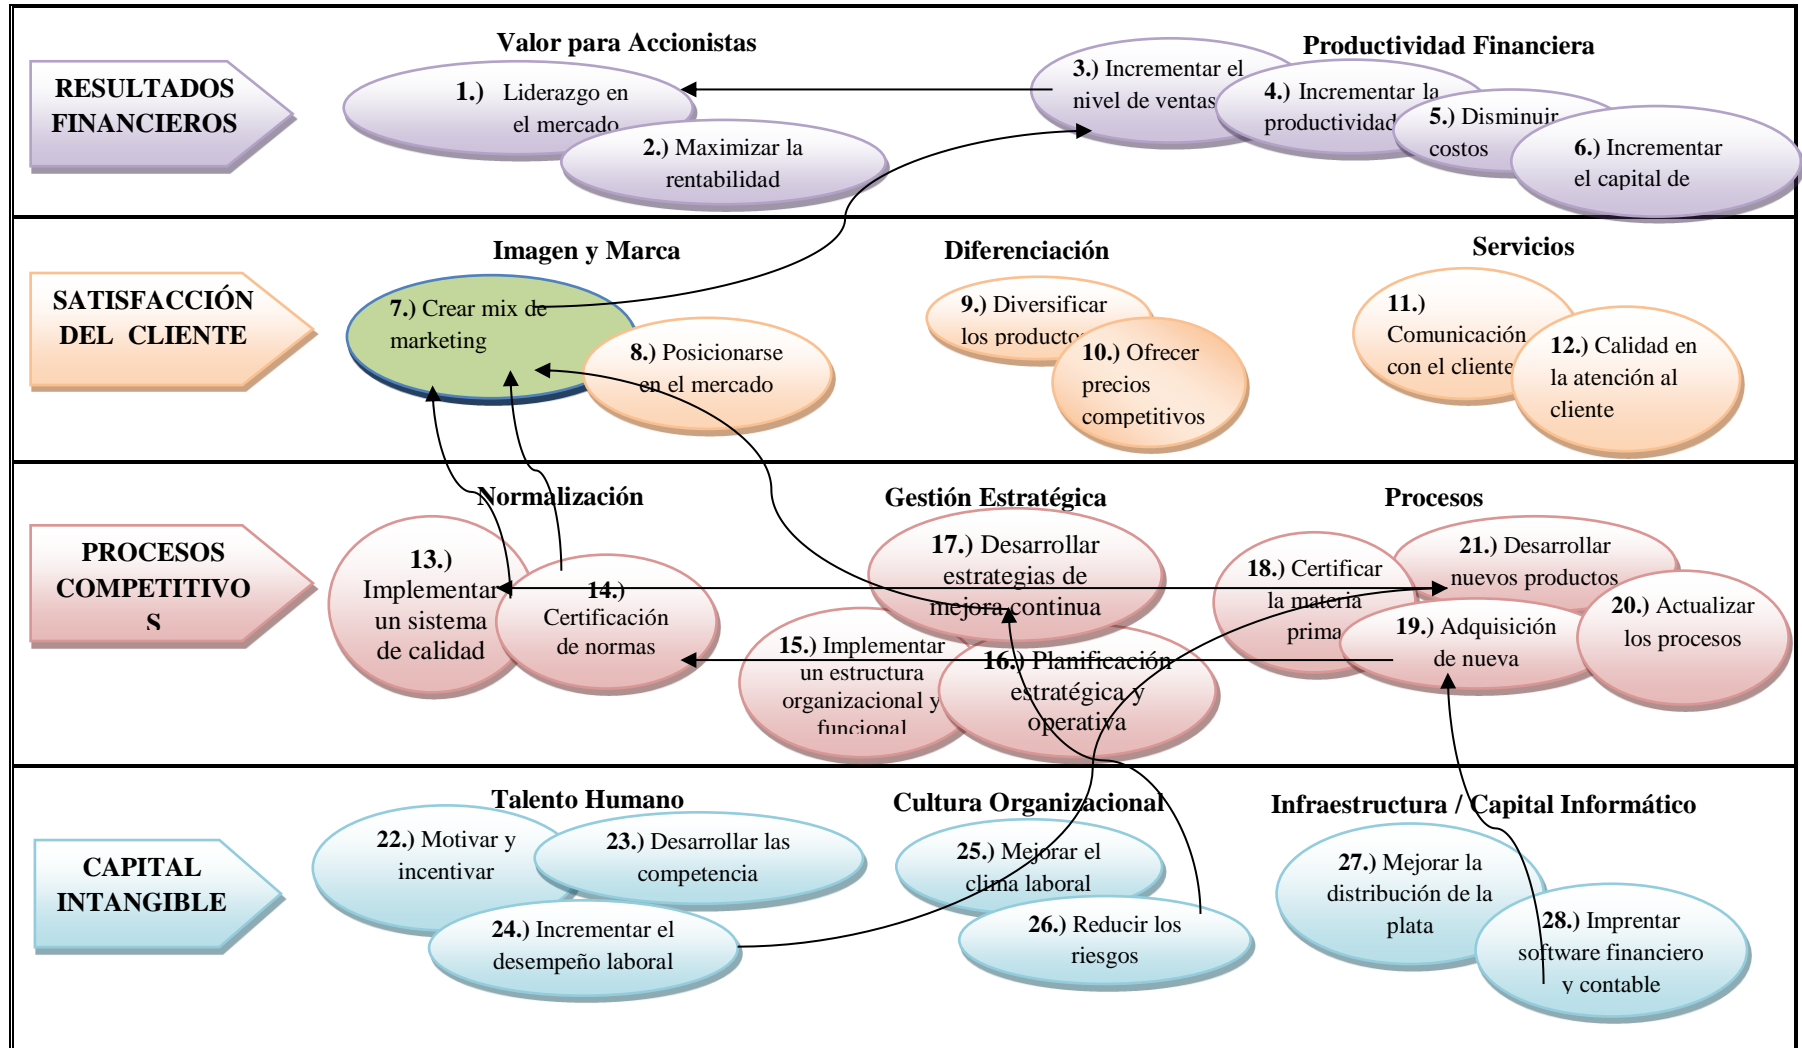 RESULTADOS
FINANCIEROS
Valor para Accionistas
1.) Liderazgo en
el mercado
2.) Maximizar la
rentabilidad
Productividad Financiera
3.) Incrementar el
nivel de ventas
4.) Incrementar la
productividad
5.) Disminuir
costos
6.) Incrementar
el capital de
SATISFACCIÓN
DEL CLIENTE
Imagen y Marca
7.) Crear mix de
marketing
8.) Posicionarse
en el mercado
Diferenciación
9.) Diversificar
los productos
10.) Ofrecer
precios
competitivos
Servicios
11.)
Comunicación
con el cliente
12.) Calidad en
la atención al
cliente
PROCESOS
COMPETITIVO
S
Normalización
13.)
Implementar
un sistema
de calidad
14.)
Certificación
de normas
Gestión Estratégica
17.) Desarrollar
estrategias de
mejora continua
15.) Implementar
un estructura
organizacional y
funcional
16.) Planificación
estratégica y
operativa
Procesos
18.) Certificar
la materia
prima
21.) Desarrollar
nuevos productos
19.) Adquisición
de nueva
20.) Actualizar
los procesos
CAPITAL
INTANGIBLE
Talento Humano
22.) Motivar y
incentivar
23.) Desarrollar las
competencia
24.) Incrementar el
desempeño laboral
Cultura Organizacional
25.) Mejorar el
clima laboral
26.) Reducir los
riesgos
Infraestructura / Capital Informático
27.) Mejorar la
distribución de la
plata
28.) Imprentar
software financiero
y contable